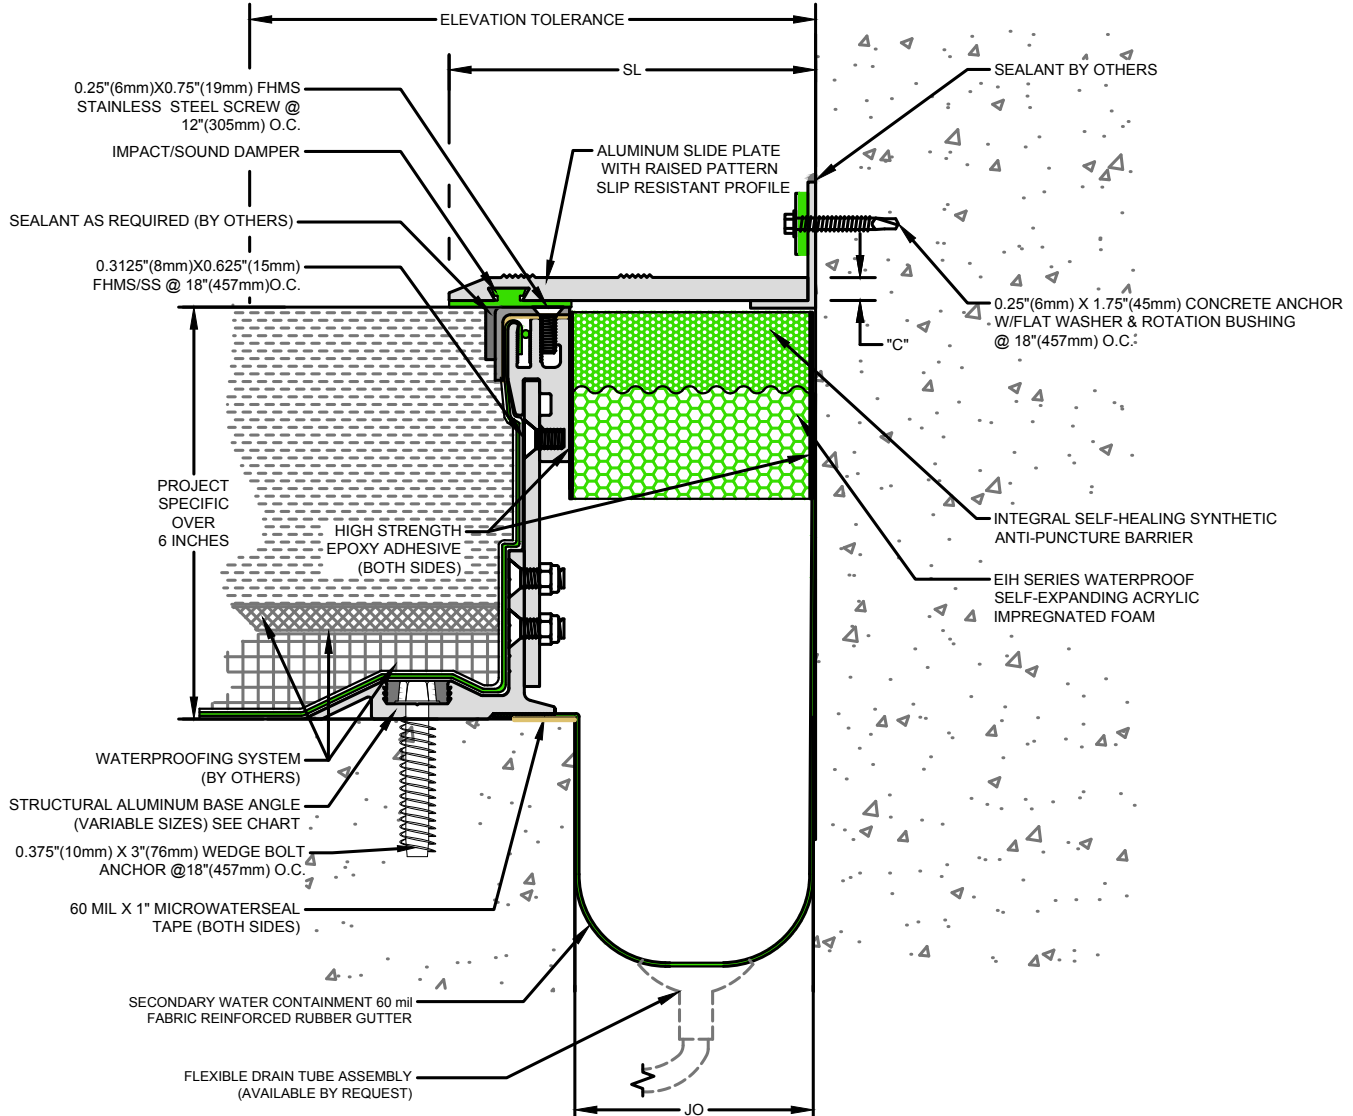 ELEVATION TOLERANCE
SL
0.25"(6mm)X0.75"(19mm) FHMS
STAINLESS STEEL SCREW @
12"(305mm) O.C.
IMPACT/SOUND DAMPER
SEALANT AS REQUIRED (BY OTHERS)
0.3125"(8mm)X0.625"(15mm)
FHMS/SS @ 18"(457mm)O.C.
ALUMINUM SLIDE PLATE
WITH RAISED PATTERN
SLIP RESISTANT PROFILE
SEALANT BY OTHERS
0.25"(6mm) X 1.75"(45mm) CONCRETE ANCHOR
W/FLAT WASHER & ROTATION BUSHING
@ 18"(457mm) O.C.
"C"
PROJECT
SPECIFIC
OVER
6 INCHES
HIGH STRENGTH
EPOXY ADHESIVE
(BOTH SIDES)
INTEGRAL SELF-HEALING SYNTHETIC
ANTI-PUNCTURE BARRIER
EIH SERIES WATERPROOF
SELF-EXPANDING ACRYLIC
IMPREGNATED FOAM
WATERPROOFING SYSTEM
(BY OTHERS)
STRUCTURAL ALUMINUM BASE ANGLE
(VARIABLE SIZES) SEE CHART
0.375"(10mm) X 3"(76mm) WEDGE BOLT
ANCHOR @18"(457mm) O.C.
60 MIL X 1" MICROWATERSEAL
TAPE (BOTH SIDES)
SECONDARY WATER CONTAINMENT 60 mil
FABRIC REINFORCED RUBBER GUTTER
FLEXIBLE DRAIN TUBE ASSEMBLY
(AVAILABLE BY REQUEST)
JO